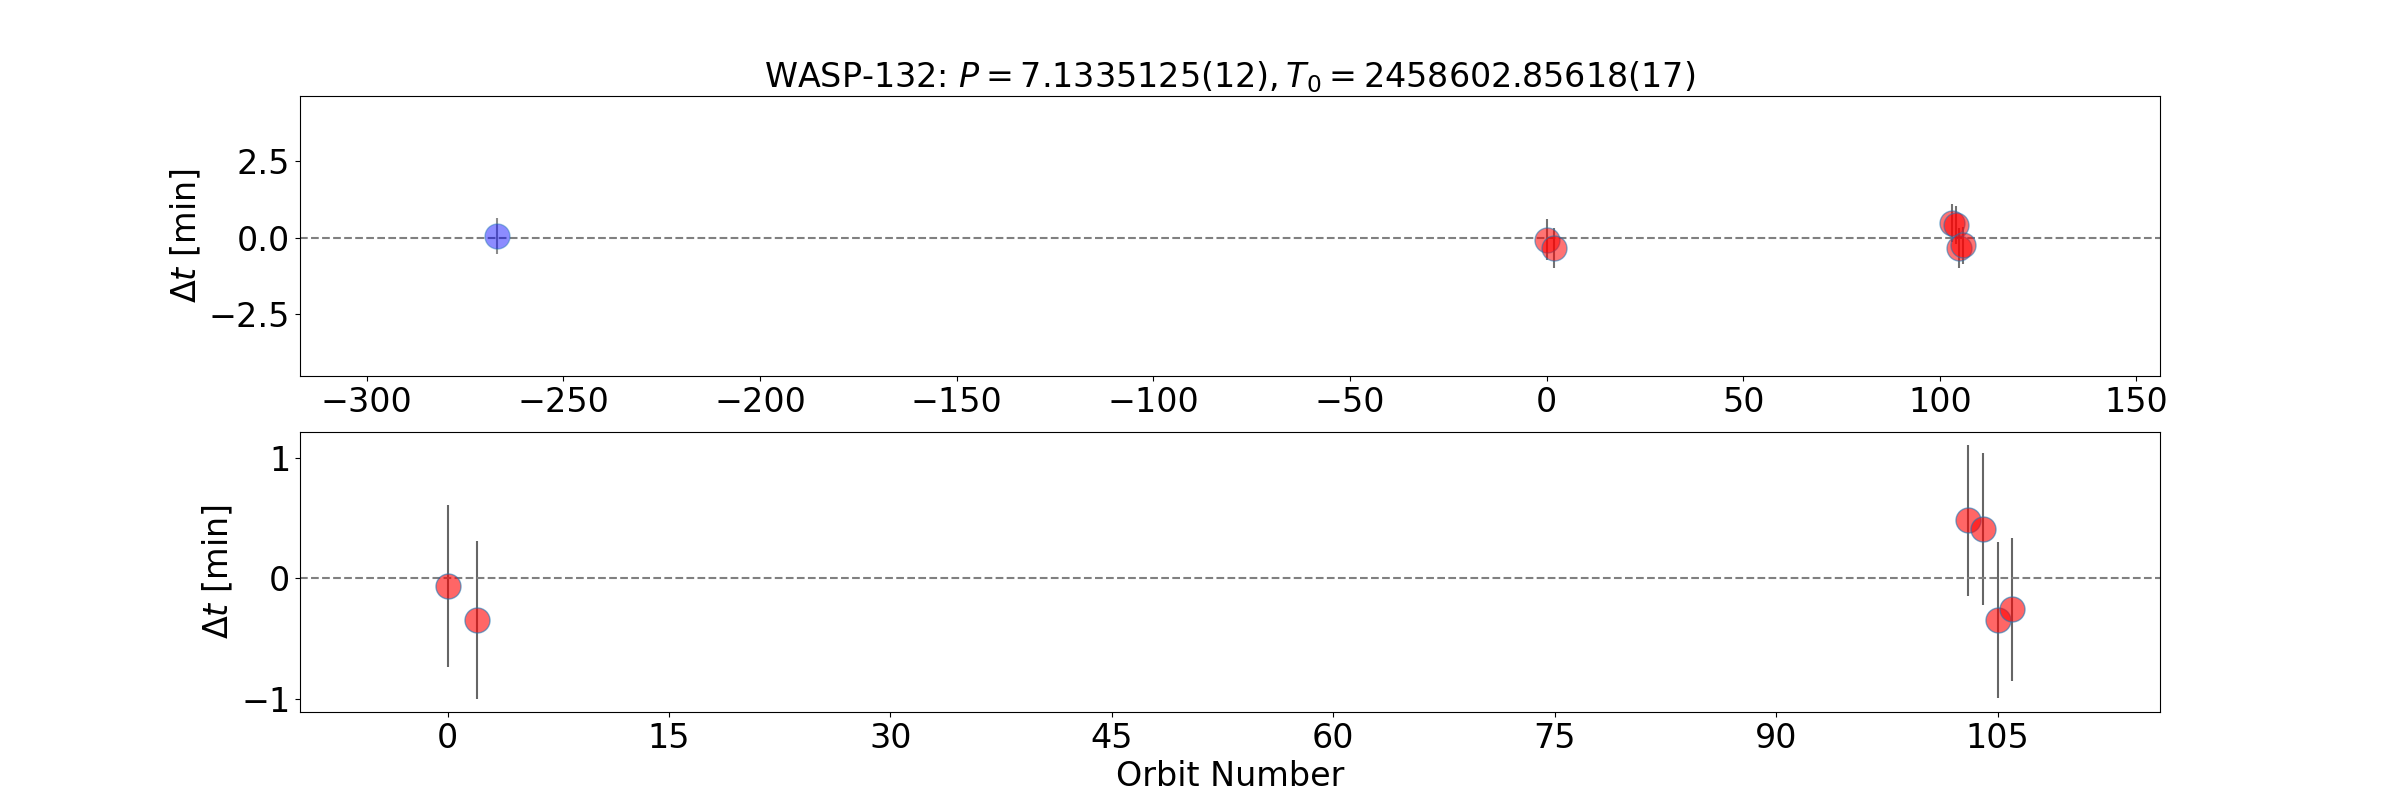 WASP-132: P = 7.1335125(12), T₀ = 2458602.85618(17)
Δt [min]
2.5
0.0
−2.5
−300 −250 −200 −150 −100 −50 0 50 100 150
Δt [min]
1
0
−1
0 15 30 45 60 75 90 105
Orbit Number